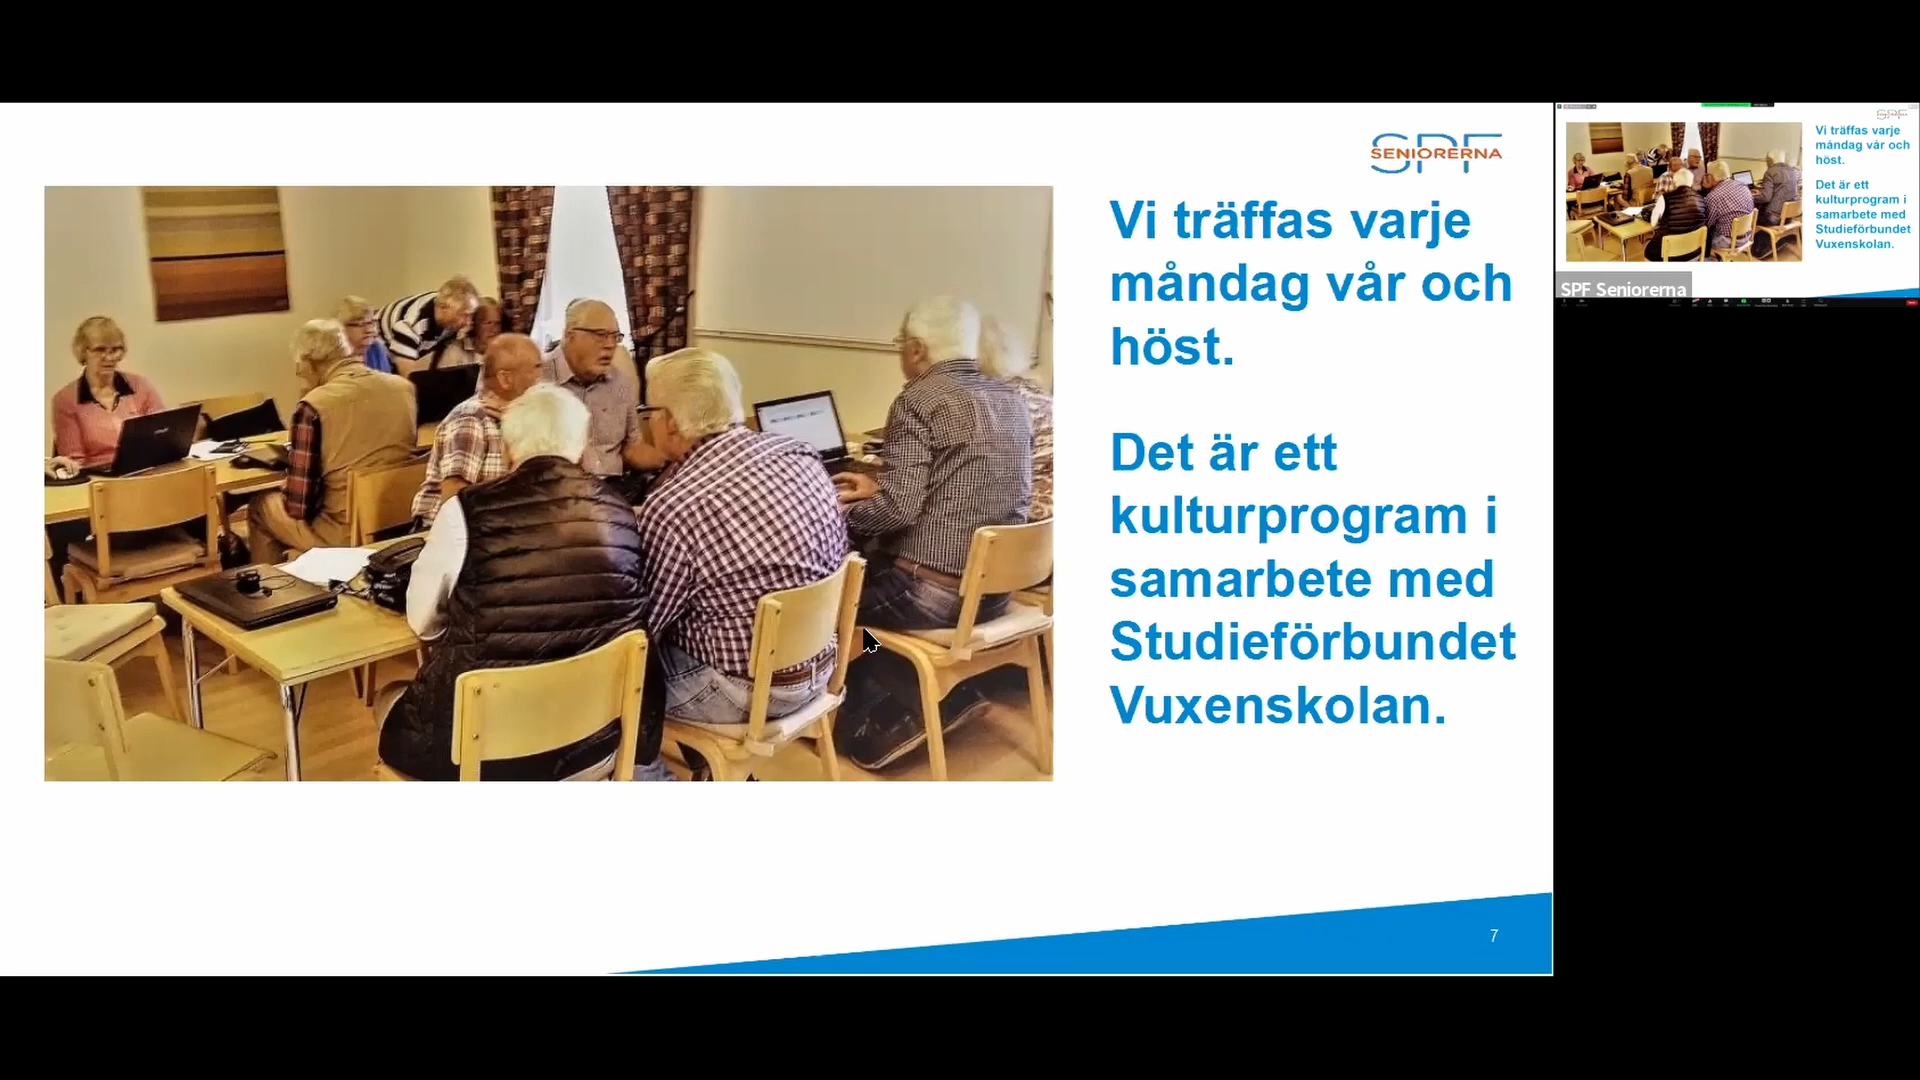 SPF
SENIORERNA
Vi träffas varje
måndag vår och
höst.
Det är ett
kulturprogram i
samarbete med
Studieförbundet
Vuxenskolan.
7
Vi träffas varje
måndag vår och
höst.
Det är ett
kulturprogram i
samarbete med
Studieförbundet
Vuxenskolan.
SPF Seniorerna